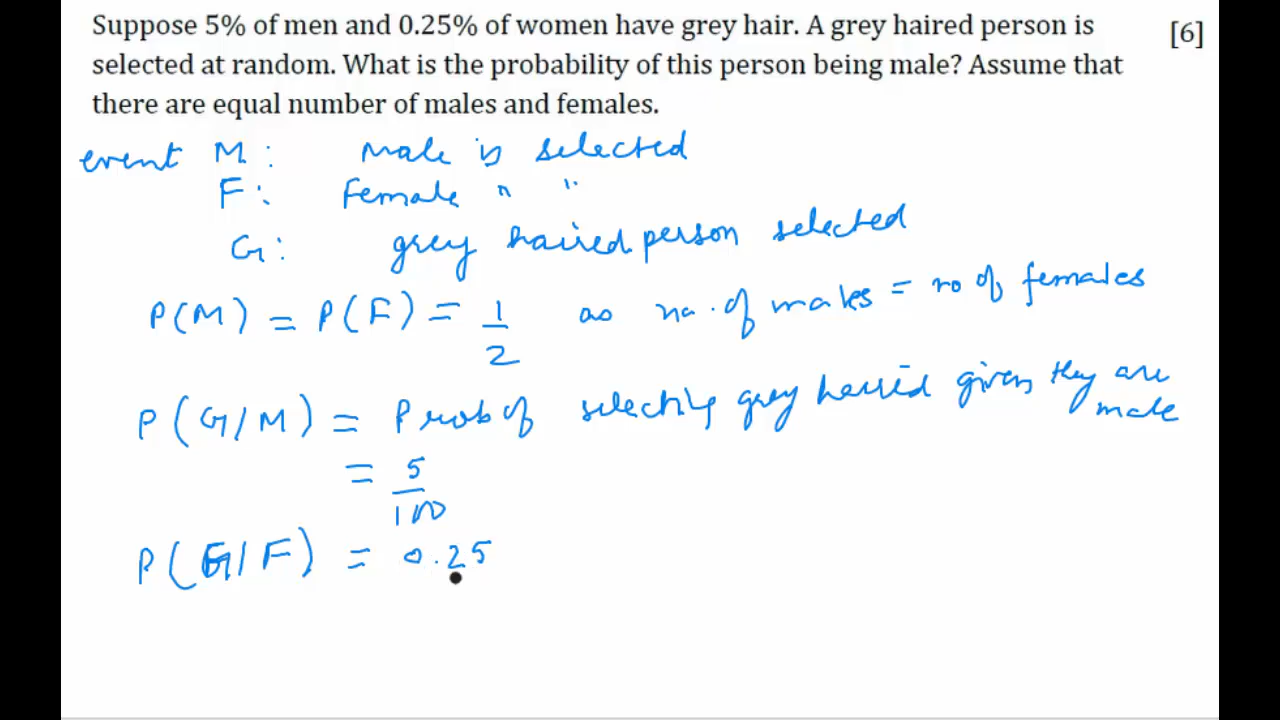 Suppose 5% of men and 0.25% of women have grey hair. A grey haired person is [6]
selected at random. What is the probability of this person being male? Assume that
there are equal number of males and females.
event M : Male is selected
F : Female " "
G : grey haired person selected
P(M) = P(F) = 1/2 as no. of males = no of females
P(G/M) = Prob of selecting grey haired given they are male
= 5/100
P(G/F) = 0.25